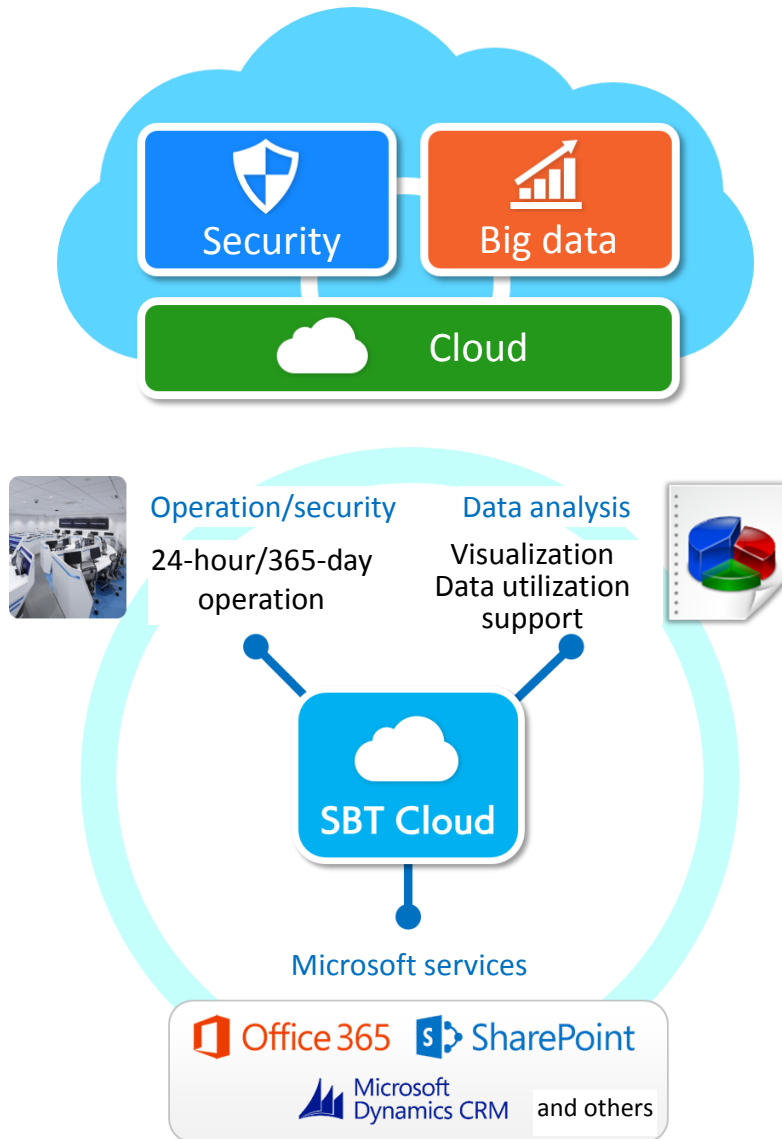 Security
Big data
Cloud
Operation/security
24-hour/365-day
operation
Data analysis
Visualization
Data utilization
support
SBT Cloud
Microsoft services
Office 365
S
SharePoint
Microsoft
Dynamics CRM
and others